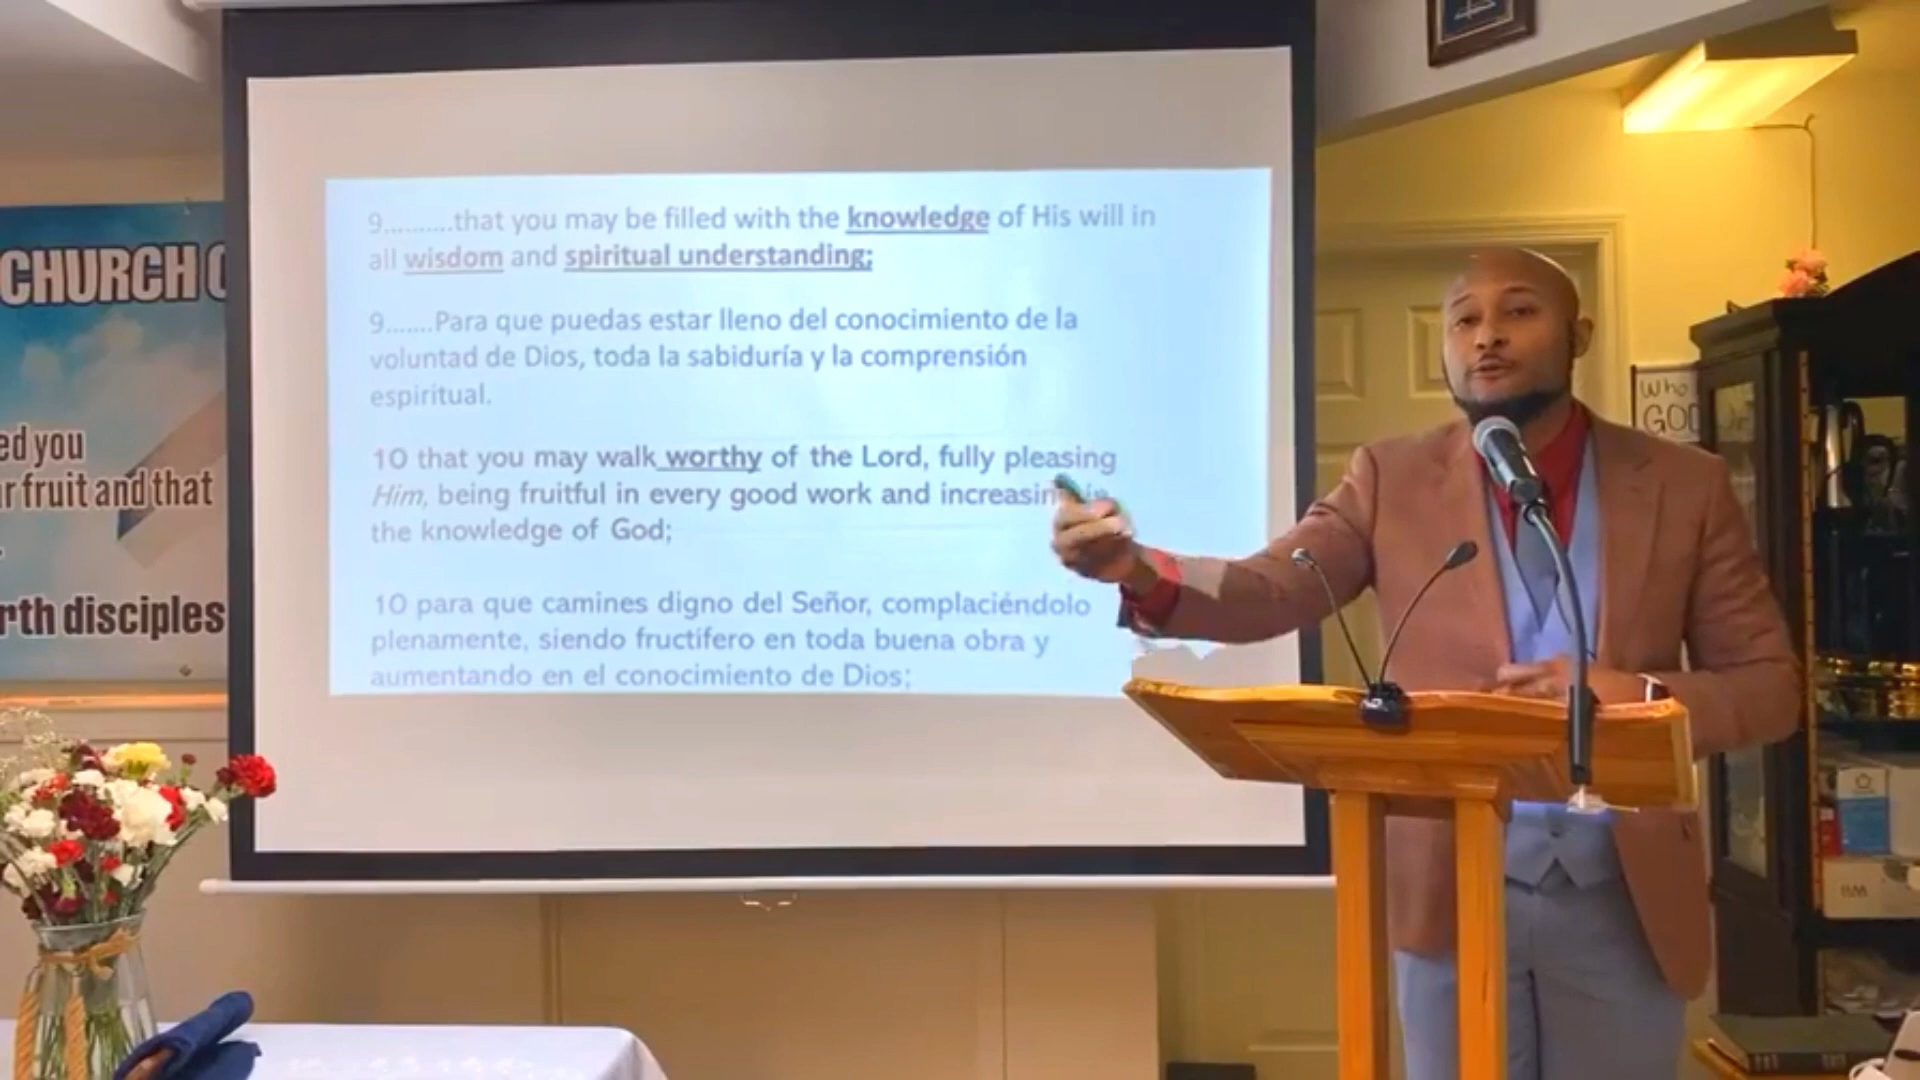 CHURCH
ed you
r fruit and that
rth disciples
9..........that you may be filled with the knowledge of His will in
all wisdom and spiritual understanding;
9.......Para que puedas estar lleno del conocimiento de la
voluntad de Dios, toda la sabiduría y la comprensión
espiritual.
10 that you may walk worthy of the Lord, fully pleasing
Him, being fruitful in every good work and increasin
the knowledge of God;
10 para que camines digno del Señor, complaciéndolo
plenamente, siendo fructífero en toda buena obra y
aumentando en el conocimiento de Dios;
Who
GOD